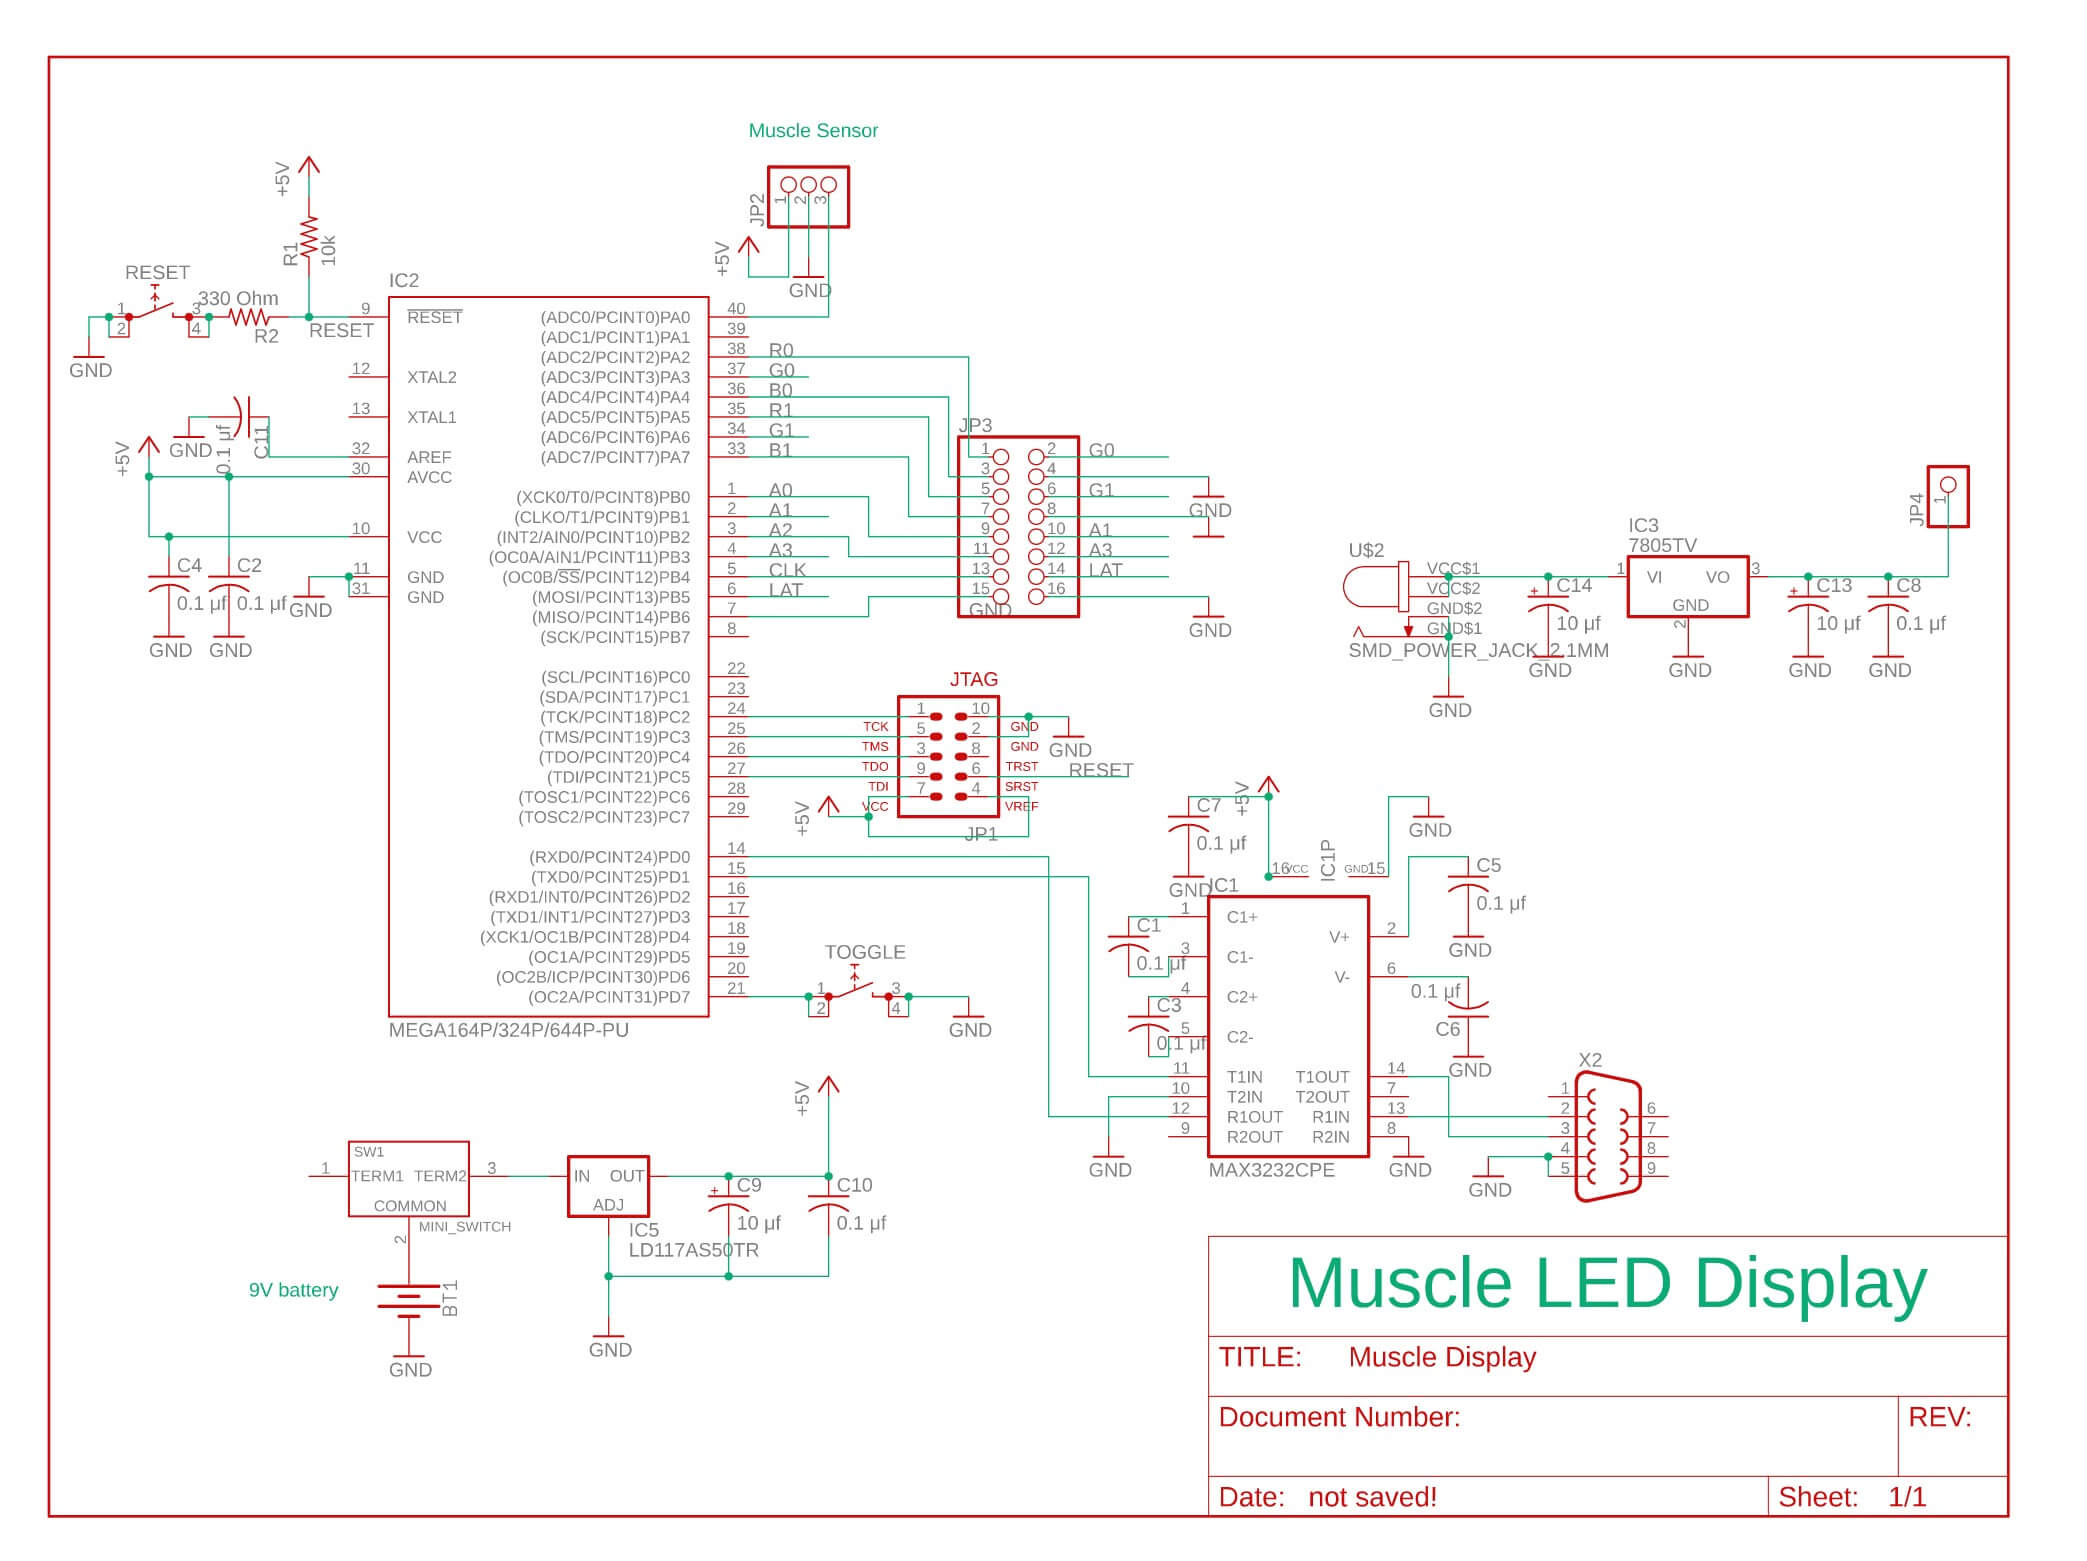 Muscle Sensor
JP2
1
2
3
+5V
GND
+5V
R1
10k
RESET
1
2
3
4
330 Ohm
R2
RESET
GND
IC2
9
RESET
12
XTAL2
13
XTAL1
32
AREF
30
AVCC
10
VCC
11
GND
31
GND
GND
0.1 µf
C11
+5V
C4
0.1 µf
C2
0.1 µf
GND
GND
GND
(ADC0/PCINT0)PA0
40
(ADC1/PCINT1)PA1
39
(ADC2/PCINT2)PA2
38
R0
(ADC3/PCINT3)PA3
37
G0
(ADC4/PCINT4)PA4
36
B0
(ADC5/PCINT5)PA5
35
R1
(ADC6/PCINT6)PA6
34
G1
(ADC7/PCINT7)PA7
33
B1
(XCK0/T0/PCINT8)PB0
1
A0
(CLKO/T1/PCINT9)PB1
2
A1
(INT2/AIN0/PCINT10)PB2
3
A2
(OC0A/AIN1/PCINT11)PB3
4
A3
(OC0B/SS/PCINT12)PB4
5
CLK
(MOSI/PCINT13)PB5
6
LAT
(MISO/PCINT14)PB6
7
(SCK/PCINT15)PB7
8
(SCL/PCINT16)PC0
22
(SDA/PCINT17)PC1
23
(TCK/PCINT18)PC2
24
(TMS/PCINT19)PC3
25
(TDO/PCINT20)PC4
26
(TDI/PCINT21)PC5
27
(TOSC1/PCINT22)PC6
28
(TOSC2/PCINT23)PC7
29
(RXD0/PCINT24)PD0
14
(TXD0/PCINT25)PD1
15
(RXD1/INT0/PCINT26)PD2
16
(TXD1/INT1/PCINT27)PD3
17
(XCK1/OC1B/PCINT28)PD4
18
(OC1A/PCINT29)PD5
19
(OC2B/ICP/PCINT30)PD6
20
(OC2A/PCINT31)PD7
21
MEGA164P/324P/644P-PU
JP3
1
2
G0
3
4
5
6
G1
GND
7
8
9
10
A1
11
12
A3
13
14
LAT
15
16
GND
GND
JTAG
1
10
TCK
GND
5
2
TMS
GND
GND
3
8
TDO
TRST
RESET
9
6
TDI
SRST
7
4
VCC
VREF
+5V
JP1
TOGGLE
1
2
3
4
GND
U$2
VCC$1
VCC$2
GND$2
GND$1
SMD_POWER_JACK_2.1MM
GND
C14
10 µf
GND
IC3
7805TV
1
VI
VO
3
GND
2
GND
C13
10 µf
GND
C8
0.1 µf
GND
JP4
1
C7
0.1 µf
+5V
GND
16
VCC
IC1P
GND
15
GND
C5
0.1 µf
GND
IC1
1
C1+
C1
0.1 µf
3
C1-
4
C2+
C3
0.1 µf
5
C2-
V+
2
V-
6
0.1 µf
C6
GND
11
T1IN
T1OUT
14
10
T2IN
T2OUT
7
12
R1OUT
R1IN
13
9
R2OUT
R2IN
8
GND
MAX3232CPE
GND
X2
1
2
3
4
5
6
7
8
9
GND
SW1
1
TERM1
TERM2
3
COMMON
MINI_SWITCH
2
9V battery
BT1
GND
IN
OUT
ADJ
IC5
LD117AS50TR
GND
+5V
C9
10 µf
C10
0.1 µf
Muscle LED Display
TITLE: Muscle Display
Document Number:
REV:
Date: not saved!
Sheet: 1/1